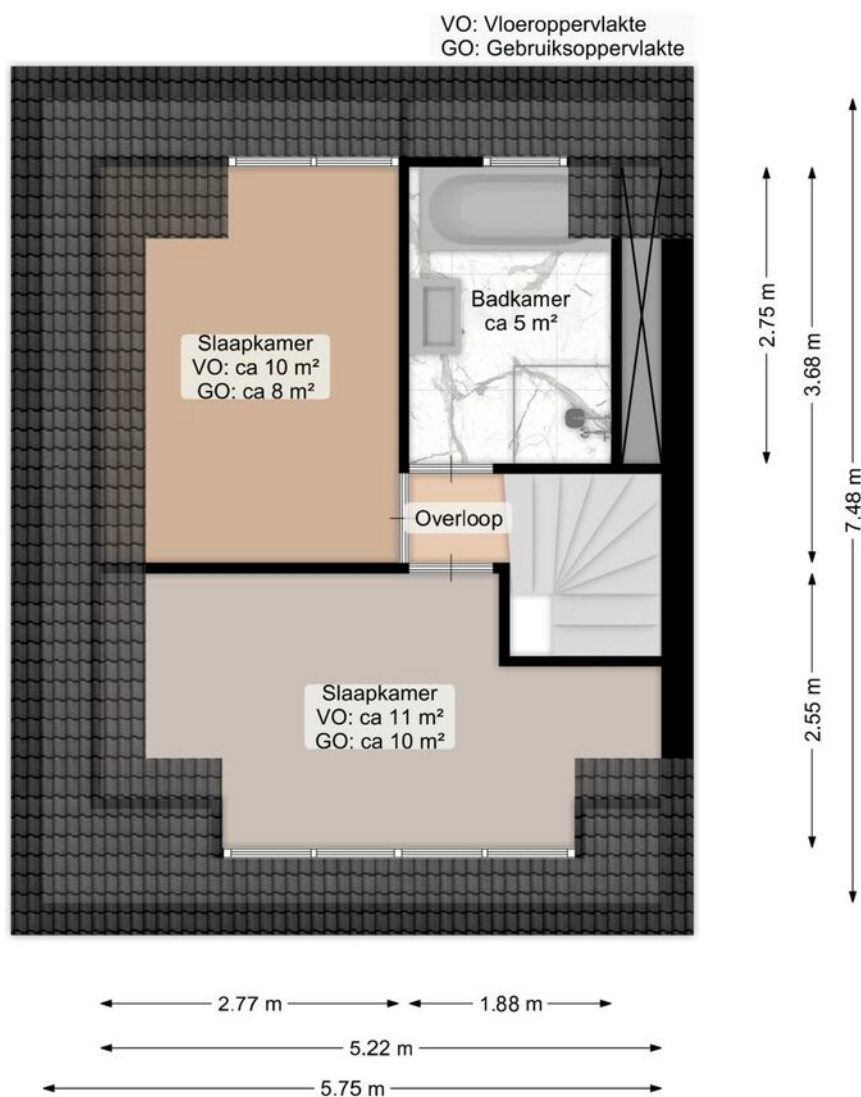 VO: Vloeroppervlakte
GO: Gebruiksoppervlakte
Badkamer
ca 5 m²
Slaapkamer
VO: ca 10 m²
GO: ca 8 m²
Overloop
Slaapkamer
VO: ca 11 m²
GO: ca 10 m²
2.75 m
3.68 m
7.48 m
2.55 m
2.77 m
1.88 m
5.22 m
5.75 m